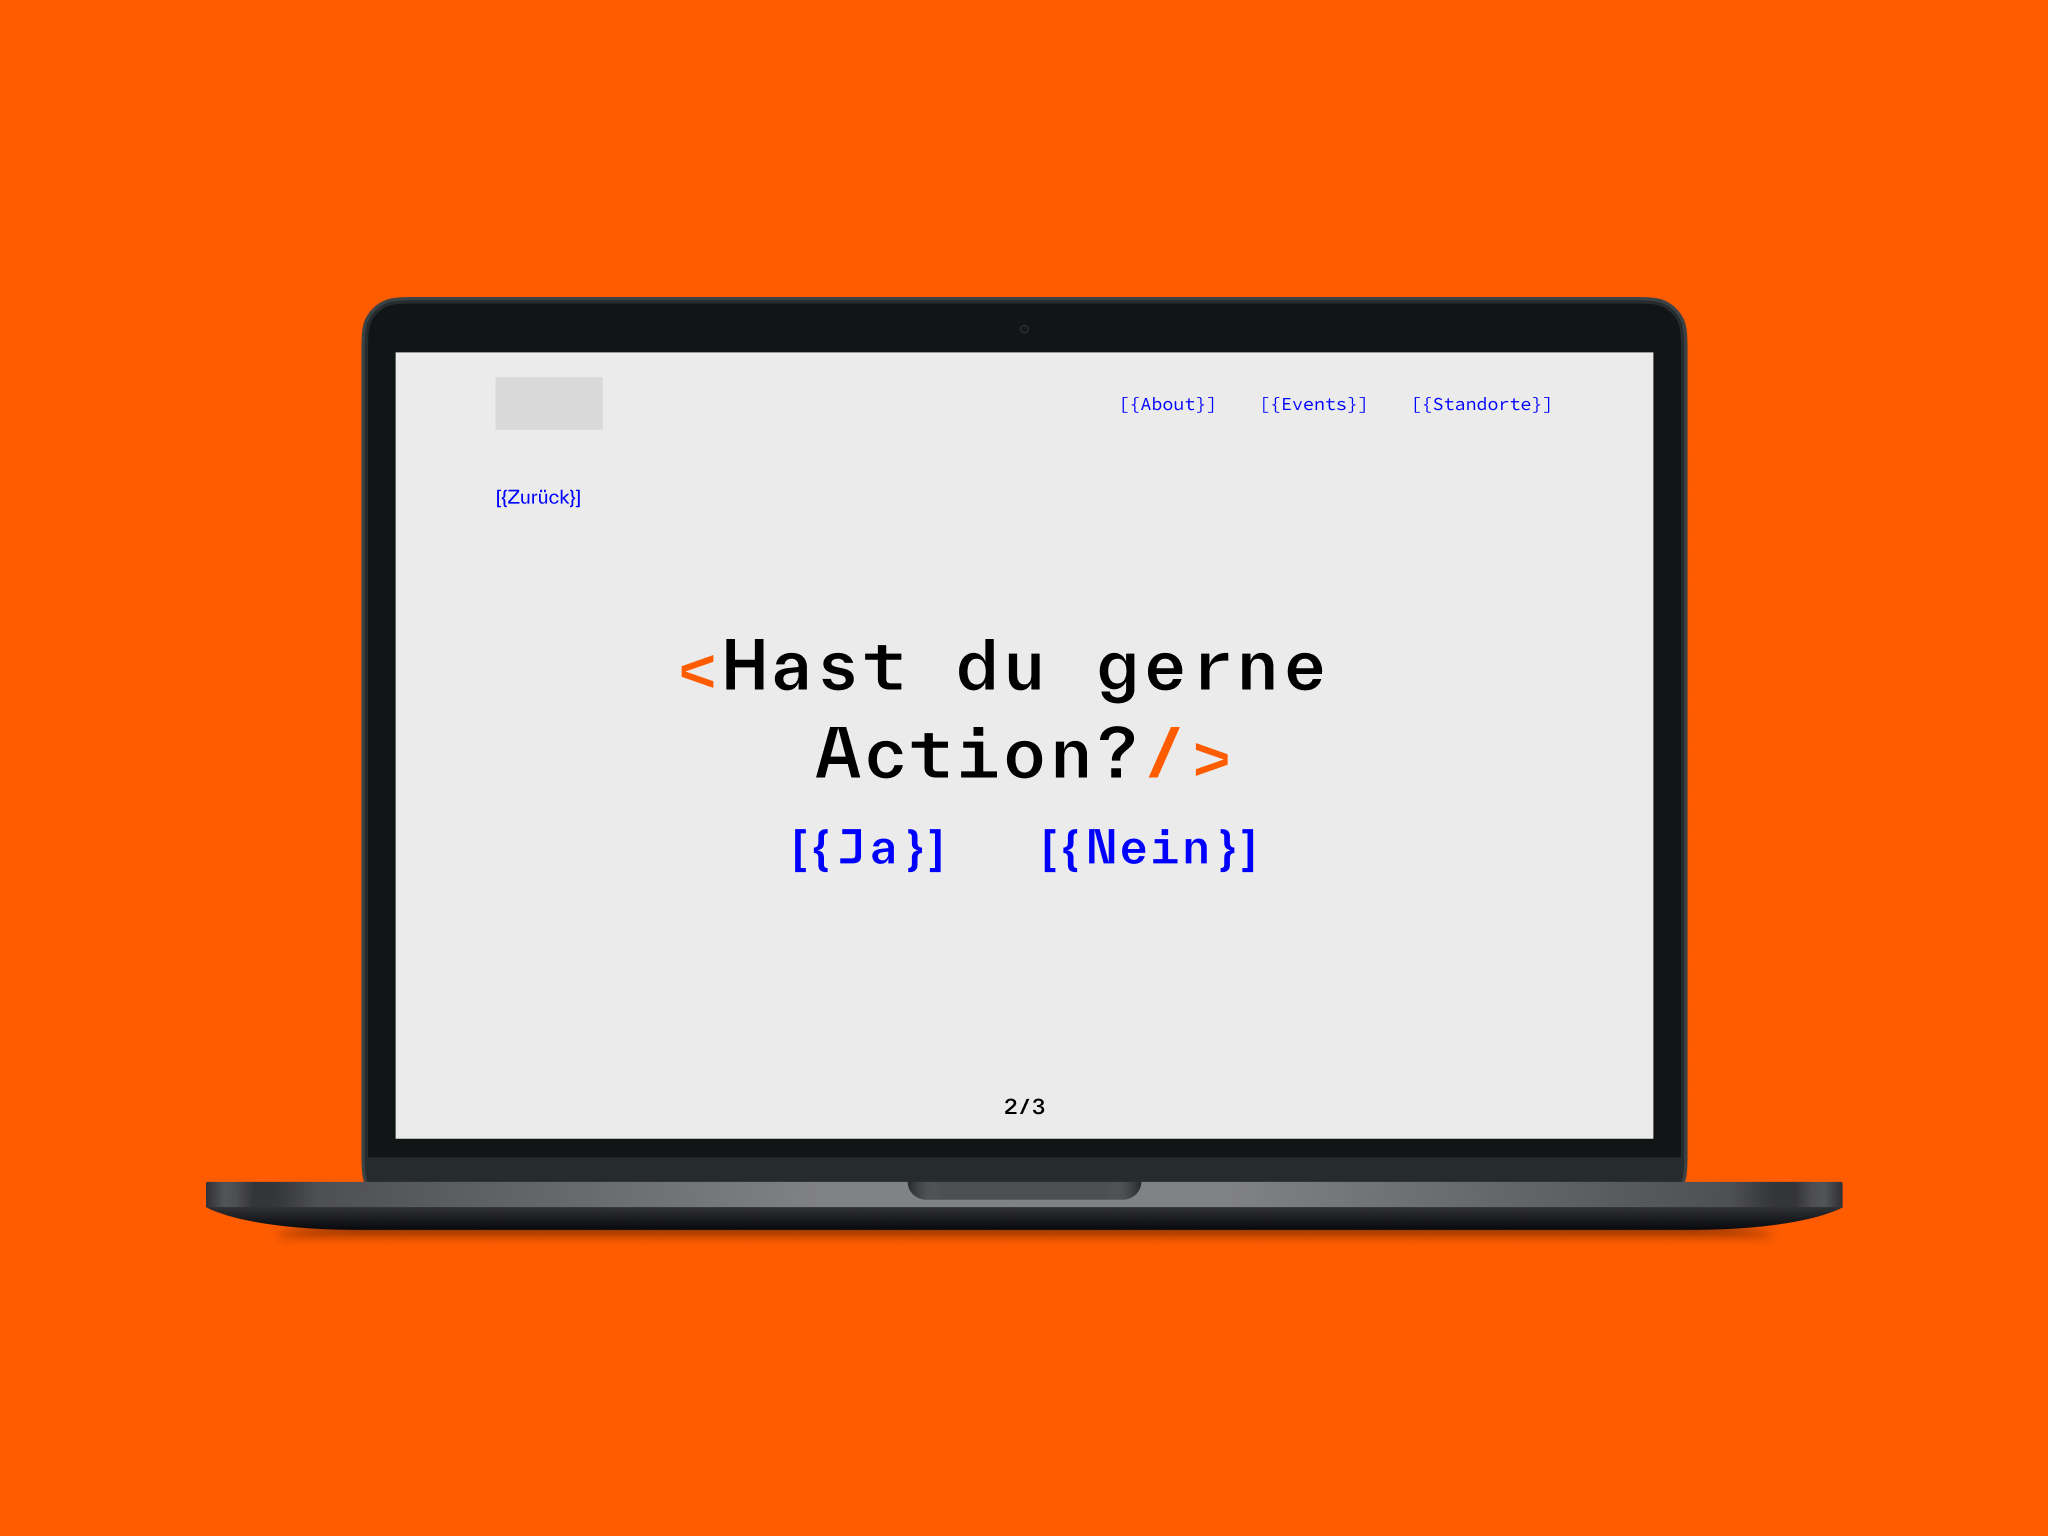 [{About}] [{Events}] [{Standorte}]
[{Zurück}]
<Hast du gerne
Action?/>
[{Ja}] [{Nein}]
2/3